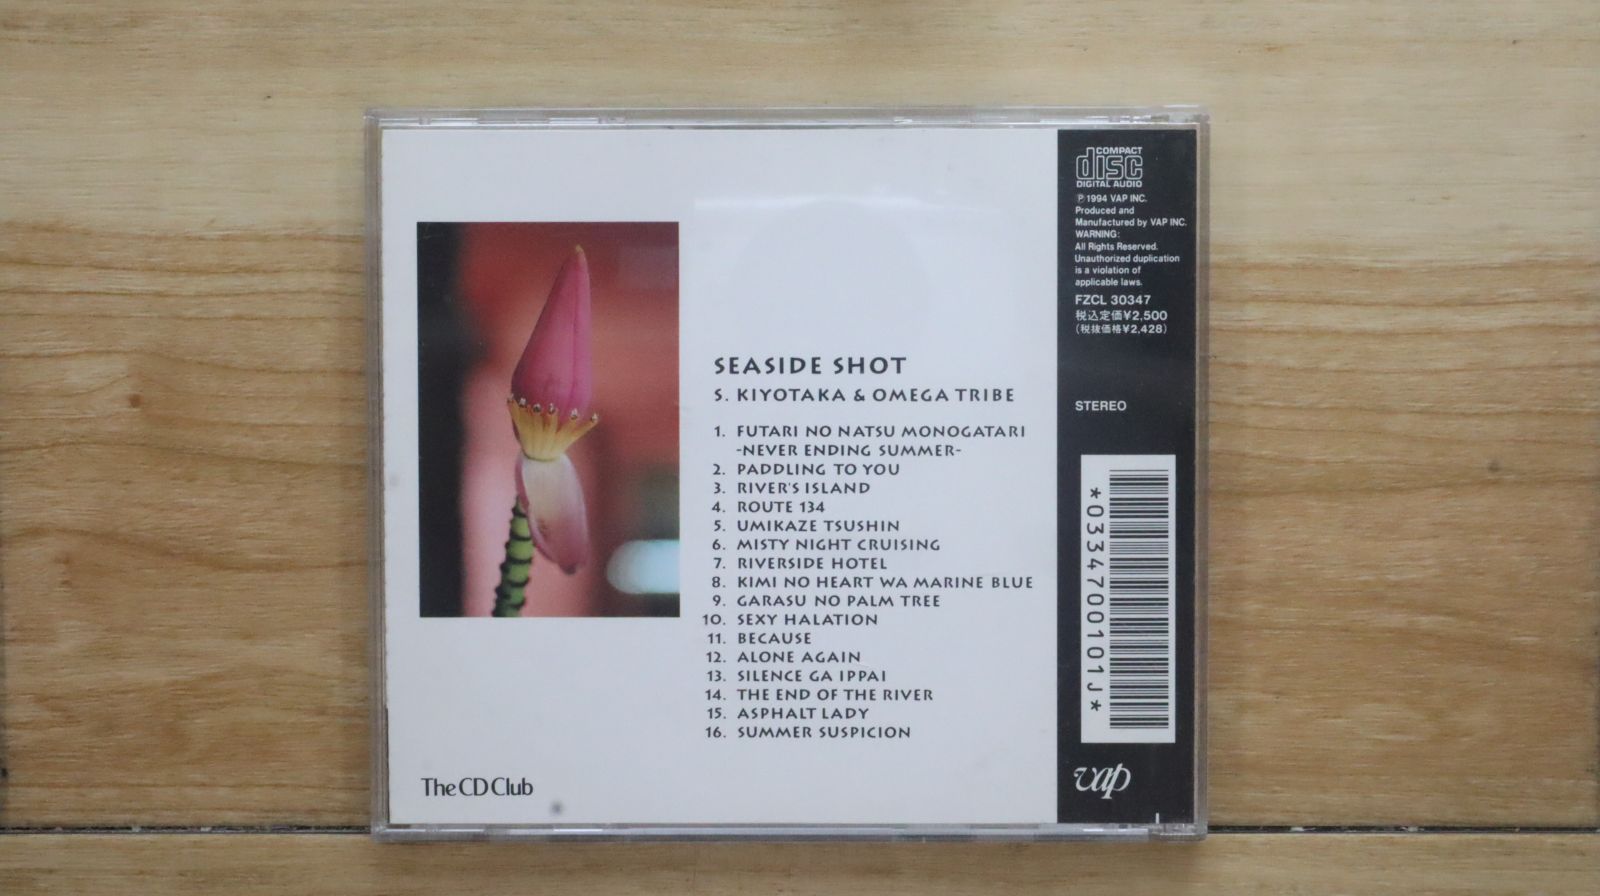 SEASIDE SHOT
S. KIYOTAKA & OMEGA TRIBE
1. FUTARI NO NATSU MONOGATARI
-NEVER ENDING SUMMER-
2. PADDLING TO YOU
3. RIVER'S ISLAND
4. ROUTE 134
5. UMIKAZE TSUSHIN
6. MISTY NIGHT CRUISING
7. RIVERSIDE HOTEL
8. KIMI NO HEART WA MARINE BLUE
9. GARASU NO PALM TREE
10. SEXY HALATION
11. BECAUSE
12. ALONE AGAIN
13. SILENCE GA IPPAI
14. THE END OF THE RIVER
15. ASPHALT LADY
16. SUMMER SUSPICION
The CD Club
COMPACT
disc
DIGITAL AUDIO
℗ 1994 VAP INC.
Produced and
Manufactured by VAP INC.
WARNING:
All Rights Reserved.
Unauthorized duplication
is a violation of
applicable laws.
FZCL 30347
税込定価¥2,500
(税抜価格¥2,428)
STEREO
*0334700101J*
vap